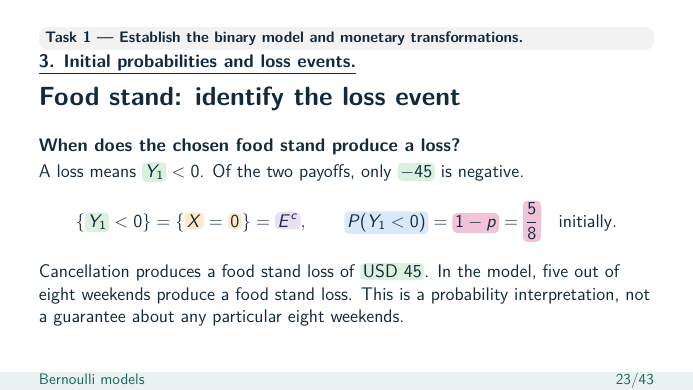 Task 1 — Establish the binary model and monetary transformations.
3. Initial probabilities and loss events.
Food stand: identify the loss event
When does the chosen food stand produce a loss?
A loss means Y₁ < 0. Of the two payoffs, only −45 is negative.
{Y₁ < 0} = {X = 0} = Eᶜ, P(Y₁ < 0) = 1 − p = 5/8 initially.
Cancellation produces a food stand loss of USD 45. In the model, five out of
eight weekends produce a food stand loss. This is a probability interpretation, not
a guarantee about any particular eight weekends.
Bernoulli models 23/43